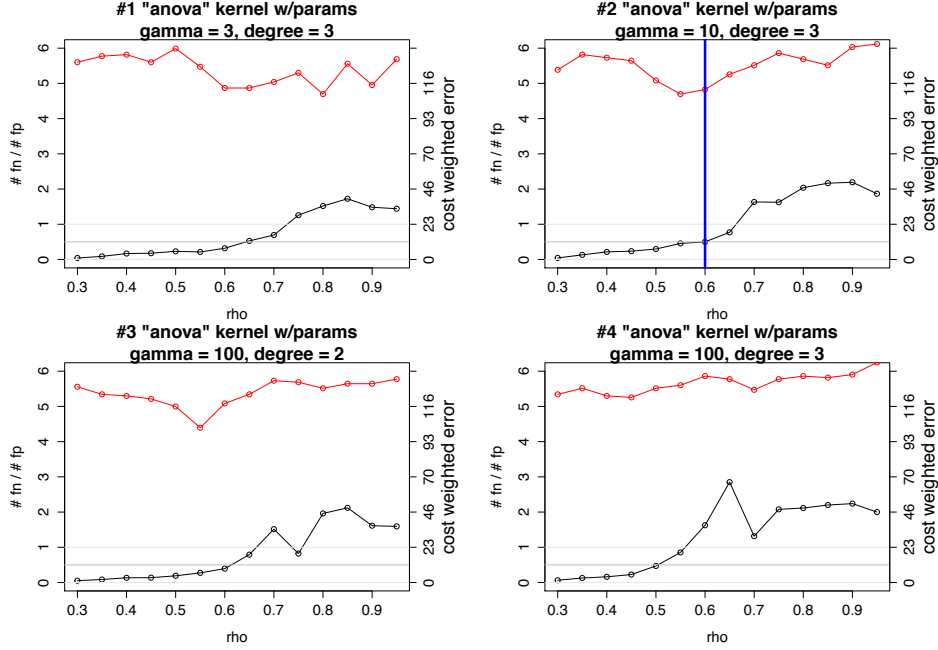 #1 "anova" kernel w/params
gamma = 3, degree = 3
# fn / # fp
6
5
4
3
2
1
0
116
93
70
46
23
0
cost weighted error
0.3 0.4 0.5 0.6 0.7 0.8 0.9
rho
#2 "anova" kernel w/params
gamma = 10, degree = 3
# fn / # fp
6
5
4
3
2
1
0
116
93
70
46
23
0
cost weighted error
0.3 0.4 0.5 0.6 0.7 0.8 0.9
rho
#3 "anova" kernel w/params
gamma = 100, degree = 2
# fn / # fp
6
5
4
3
2
1
0
116
93
70
46
23
0
cost weighted error
0.3 0.4 0.5 0.6 0.7 0.8 0.9
rho
#4 "anova" kernel w/params
gamma = 100, degree = 3
# fn / # fp
6
5
4
3
2
1
0
116
93
70
46
23
0
cost weighted error
0.3 0.4 0.5 0.6 0.7 0.8 0.9
rho